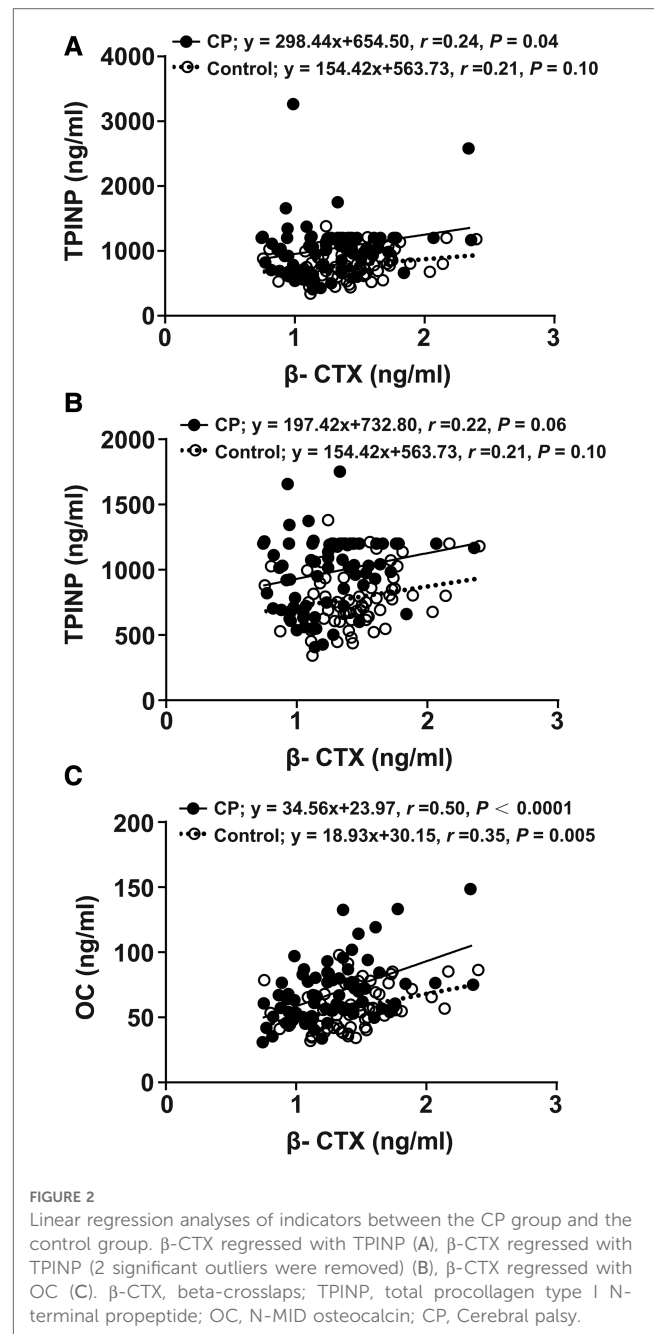 A
CP; y = 298.44x+654.50, r =0.24, P = 0.04
Control; y = 154.42x+563.73, r =0.21, P = 0.10
4000
3000
2000
1000
0
TPINP (ng/ml)
0 1 2 3
β- CTX (ng/ml)
B
CP; y = 197.42x+732.80, r =0.22, P = 0.06
Control; y = 154.42x+563.73, r =0.21, P = 0.10
2000
1500
1000
500
0
TPINP (ng/ml)
0 1 2 3
β- CTX (ng/ml)
C
CP; y = 34.56x+23.97, r =0.50, P < 0.0001
Control; y = 18.93x+30.15, r =0.35, P = 0.005
200
150
100
50
0
OC (ng/ml)
0 1 2 3
β- CTX (ng/ml)
FIGURE 2
Linear regression analyses of indicators between the CP group and the
control group. β-CTX regressed with TPINP (A), β-CTX regressed with
TPINP (2 significant outliers were removed) (B), β-CTX regressed with
OC (C). β-CTX, beta-crosslaps; TPINP, total procollagen type I N-
terminal propeptide; OC, N-MID osteocalcin; CP, Cerebral palsy.